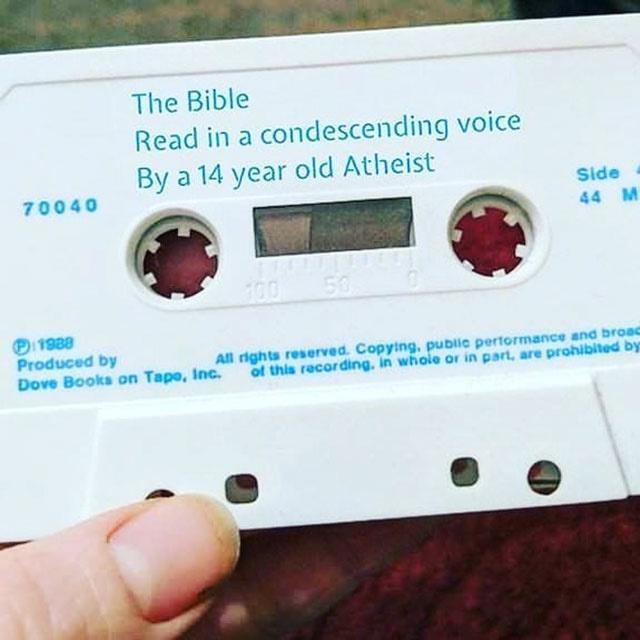 The Bible
Read in a condescending voice
By a 14 year old Atheist
Side
70040
44 M
100 50 0
Ⓟ:1988
Produced by
Dove Books on Tape, Inc.
All rights reserved. Copying, public performance and broad
of this recording, in whole or in part, are prohibited by